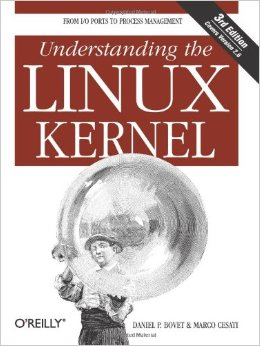 FROM I/O PORTS TO PROCESS MANAGEMENT
Understanding the
LINUX
KERNEL
3rd Edition
Covers Version 2.6
O'REILLY®
DANIEL P. BOVET & MARCO CESATI